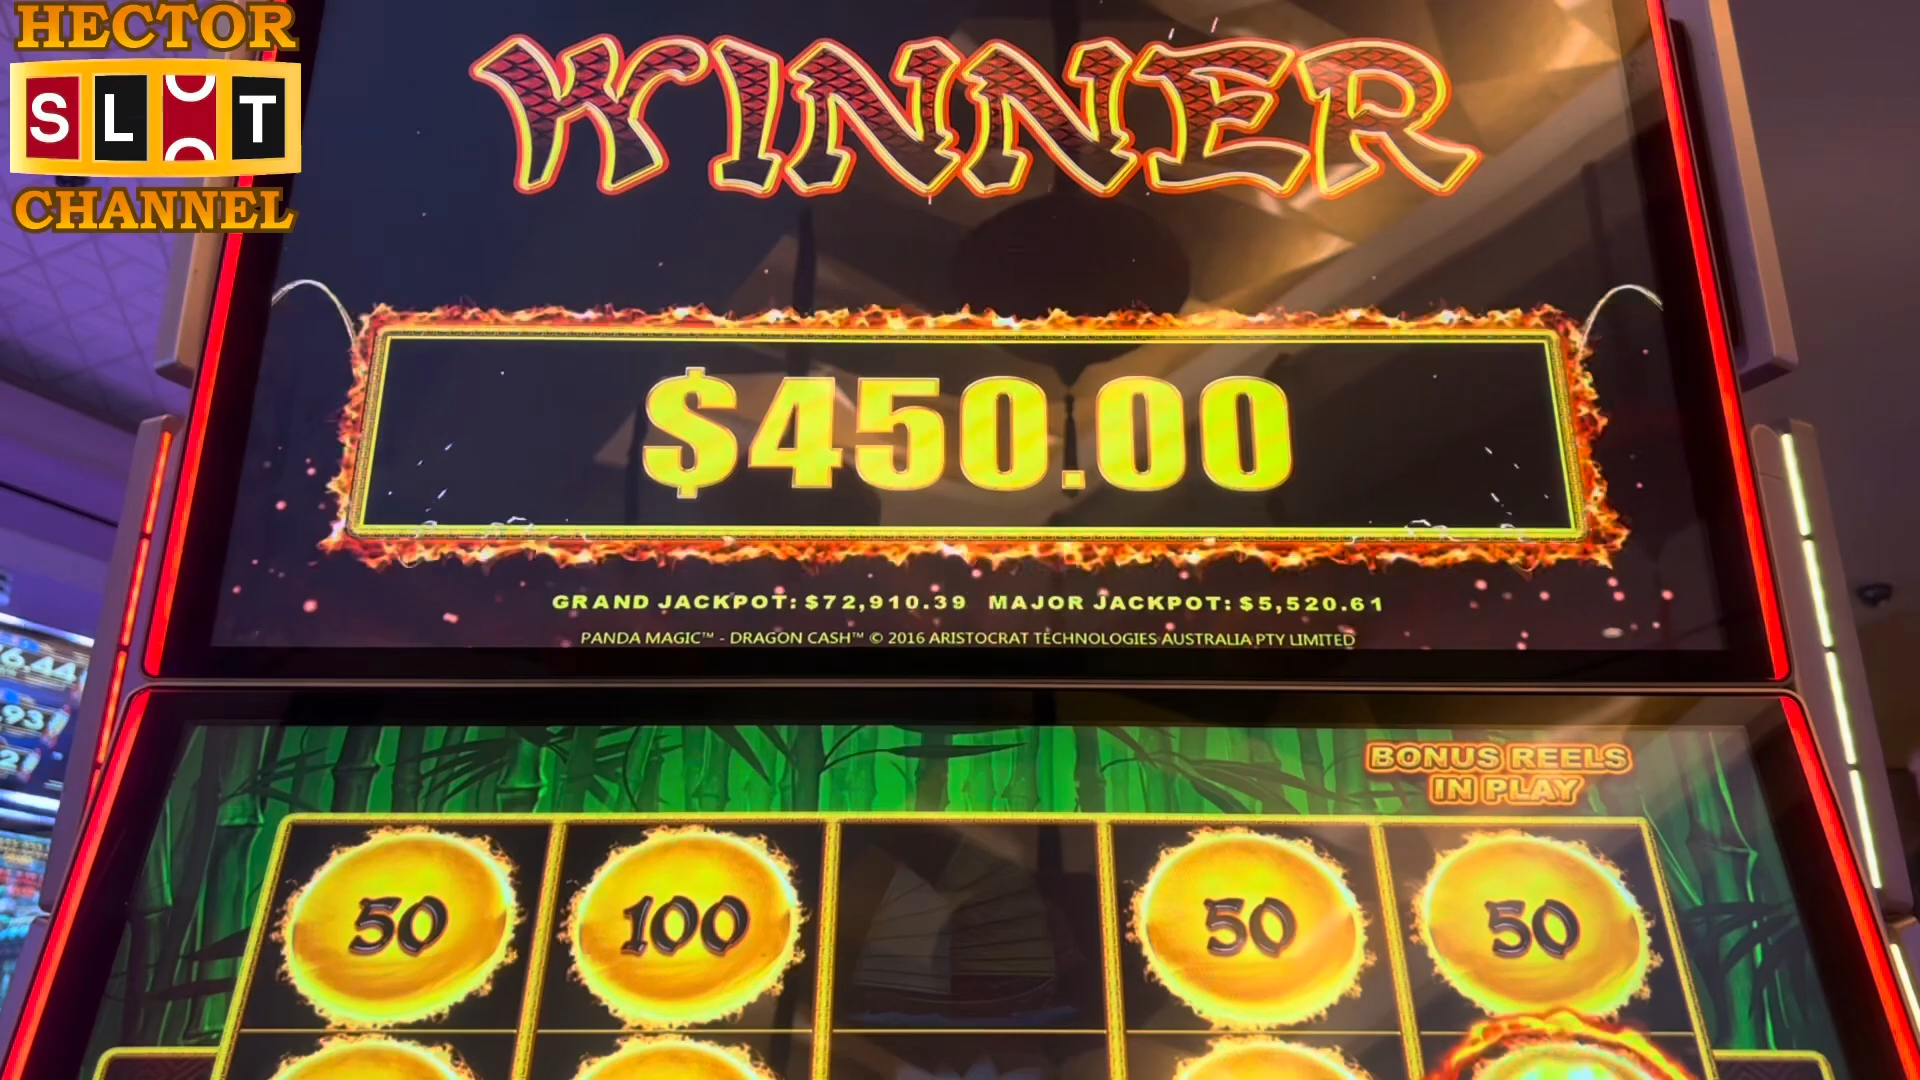 HECTOR
SLOT
CHANNEL
WINNER
$450.00
GRAND JACKPOT: $72,910.39 MAJOR JACKPOT: $5,520.61
PANDA MAGIC™ - DRAGON CASH™ © 2016 ARISTOCRAT TECHNOLOGIES AUSTRALIA PTY LIMITED
BONUS REELS
IN PLAY
50 100 50 50